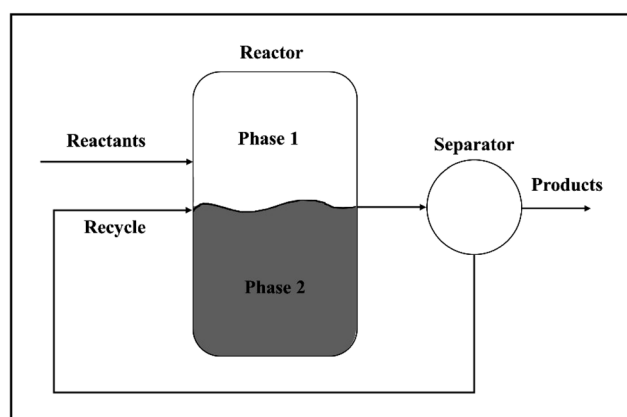 Reactor
Reactants
Phase 1
Separator
Products
Recycle
Phase 2